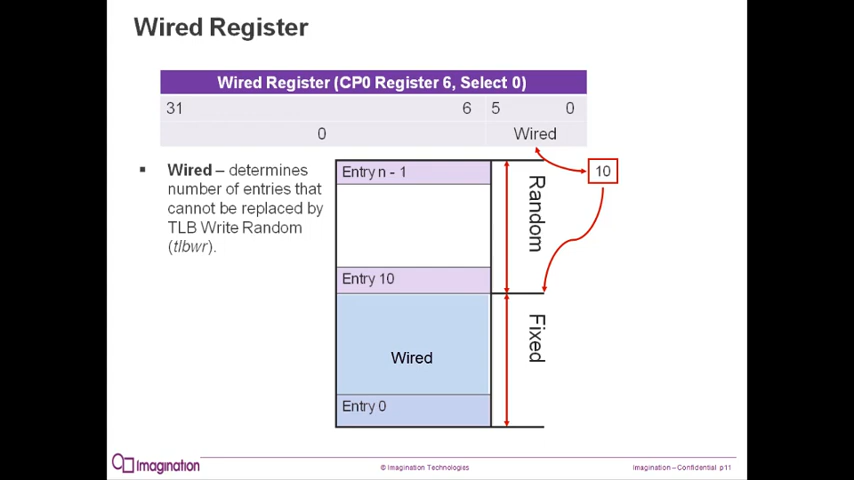 Wired Register
Wired Register (CP0 Register 6, Select 0)
31 6 5 0
0 Wired
▪ Wired – determines
number of entries that
cannot be replaced by
TLB Write Random
(tlbwr).
Entry n - 1
Entry 10
Wired
Entry 0
Random
Fixed
10
Imagination
© Imagination Technologies
Imagination – Confidential p11